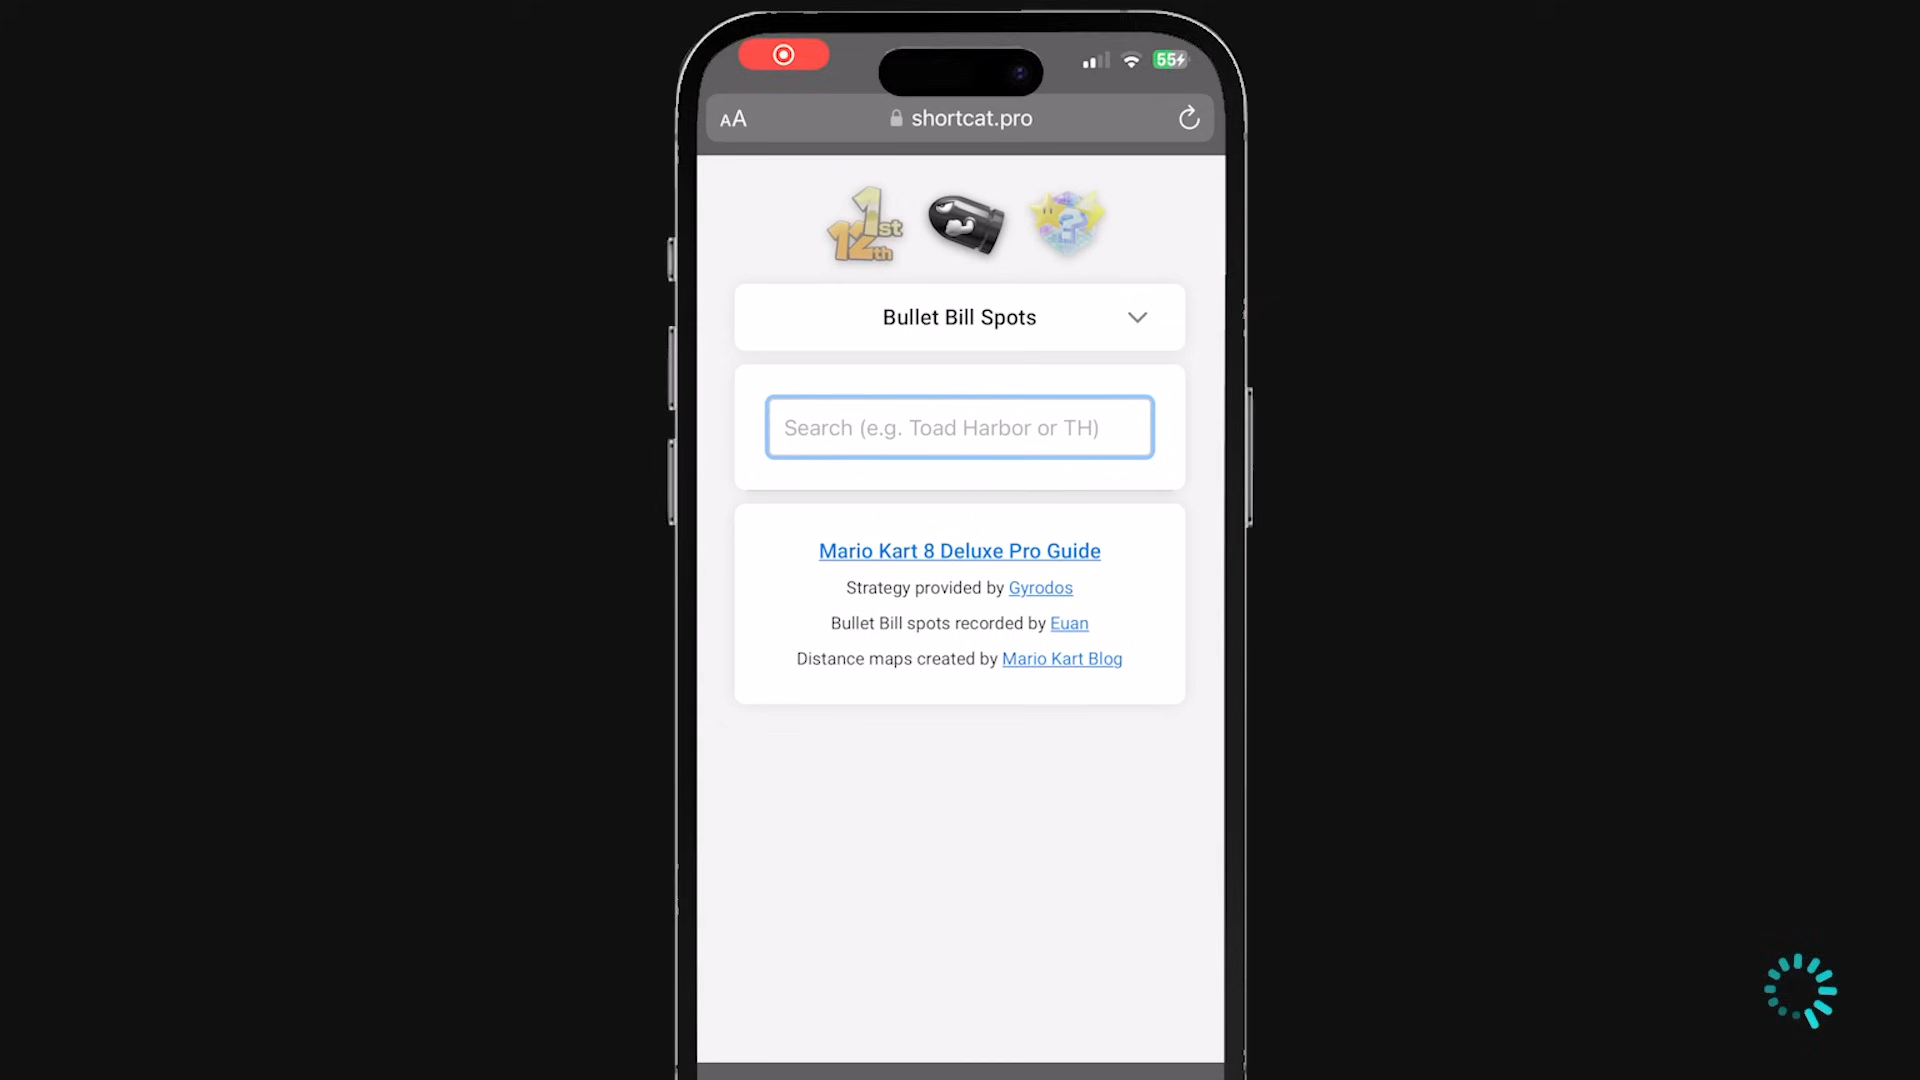 55
AA
shortcat.pro
1st
12th
?
Bullet Bill Spots
Search (e.g. Toad Harbor or TH)
Mario Kart 8 Deluxe Pro Guide
Strategy provided by Gyrodos
Bullet Bill spots recorded by Euan
Distance maps created by Mario Kart Blog